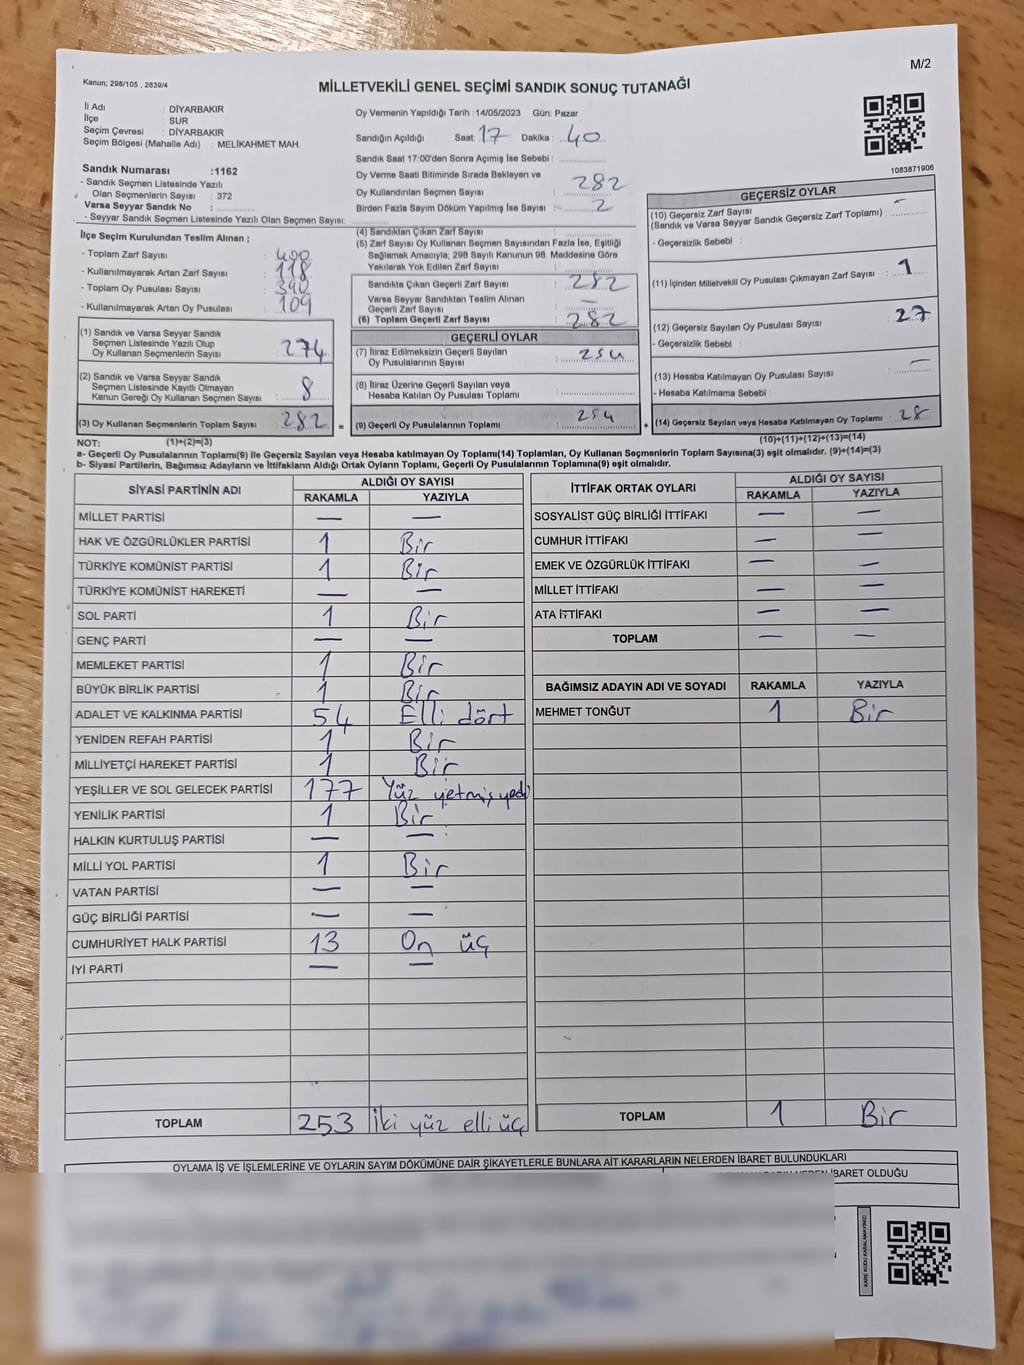 M/2
Kanun; 298/105 , 2839/4
MİLLETVEKİLİ GENEL SEÇİMİ SANDIK SONUÇ TUTANAĞI
İl Adı : DİYARBAKIR
İlçe : SUR
Seçim Çevresi : DİYARBAKIR
Seçim Bölgesi (Mahalle Adı) : MELİKAHMET MAH.
Sandık Numarası :1162
- Sandık Seçmen Listesinde Yazılı
Olan Seçmenlerin Sayısı : 372
Varsa Seyyar Sandık No :
- Seyyar Sandık Seçmen Listesinde Yazılı Olan Seçmen Sayısı:
Oy Vermenin Yapıldığı Tarih : 14/05/2023 Gün: Pazar
Sandığın Açıldığı Saat: 17 Dakika : 40
Sandık Saat 17:00'den Sonra Açımış İse Sebebi :
Oy Verme Saati Bitiminde Sırada Bekleyen ve
Oy Kullandırılan Seçmen Sayısı : 282
Birden Fazla Sayım Döküm Yapılmış İse Sayısı : 2
1083871906
İlçe Seçim Kurulundan Teslim Alınan ;
- Toplam Zarf Sayısı : 400
- Kullanılmayarak Artan Zarf Sayısı : 118
- Toplam Oy Pusulası Sayısı : 390
- Kullanılmayarak Artan Oy Pusulası : 109
(1) Sandık ve Varsa Seyyar Sandık
Seçmen Listesinde Yazılı Olup
Oy Kullanan Seçmenlerin Sayısı : 274
(2) Sandık ve Varsa Seyyar Sandık
Seçmen Listesinde Kayıtlı Olmayan
Kanun Gereği Oy Kullanan Seçmen Sayısı : 8
(3) Oy Kullanan Seçmenlerin Toplam Sayısı : 282
(4) Sandıktan Çıkan Zarf Sayısı :
(5) Zarf Sayısı Oy Kullanan Seçmen Sayısından Fazla İse, Eşitliği
Sağlamak Amacıyla, 298 Sayılı Kanunun 98. Maddesine Göre
Yakılarak Yok Edilen Zarf Sayısı :
Sandıkta Çıkan Geçerli Zarf Sayısı : 282
Varsa Seyyar Sandıktan Teslim Alınan
Geçerli Zarf Sayısı : —
(6) Toplam Geçerli Zarf Sayısı : 282
GEÇERLİ OYLAR
(7) İtiraz Edilmeksizin Geçerli Sayılan
Oy Pusulalarının Sayısı : 254
(8) İtiraz Üzerine Geçerli Sayılan veya
Hesaba Katılan Oy Pusulası Toplamı :
= (9) Geçerli Oy Pusulalarının Toplamı : 254
GEÇERSİZ OYLAR
(10) Geçersiz Zarf Sayısı : —
(Sandık ve Varsa Seyyar Sandık Geçersiz Zarf Toplamı)
- Geçersizlik Sebebi :
(11) İçinden Milletvekili Oy Pusulası Çıkmayan Zarf Sayısı : 1
(12) Geçersiz Sayılan Oy Pusulası Sayısı : 27
- Geçersizlik Sebebi :
(13) Hesaba Katılmayan Oy Pusulası Sayısı : —
- Hesaba Katılmama Sebebi :
+ (14) Geçersiz Sayılan veya Hesaba Katılmayan Oy Toplamı : 28
NOT: (1)+(2)=(3) (10)+(11)+(12)+(13)=(14)
a- Geçerli Oy Pusulalarının Toplamı(9) ile Geçersiz Sayılan veya Hesaba katılmayan Oy Toplamı(14) Toplamları, Oy Kullanan Seçmenlerin Toplam Sayısına(3) eşit olmalıdır. (9)+(14)=(3)
b- Siyasi Partilerin, Bağımsız Adayların ve İttifakların Aldığı Ortak Oyların Toplamı, Geçerli Oy Pusulalarının Toplamına(9) eşit olmalıdır.
SİYASİ PARTİNİN ADI ALDIĞI OY SAYISI
RAKAMLA YAZIYLA
MİLLET PARTİSİ — —
HAK VE ÖZGÜRLÜKLER PARTİSİ 1 Bir
TÜRKİYE KOMÜNİST PARTİSİ 1 Bir
TÜRKİYE KOMÜNİST HAREKETİ — —
SOL PARTİ 1 Bir
GENÇ PARTİ — —
MEMLEKET PARTİSİ 1 Bir
BÜYÜK BİRLİK PARTİSİ 1 Bir
ADALET VE KALKINMA PARTİSİ 54 Elli dört
YENİDEN REFAH PARTİSİ 1 Bir
MİLLİYETÇİ HAREKET PARTİSİ 1 Bir
YEŞİLLER VE SOL GELECEK PARTİSİ 177 Yüz yetmiş yedi
YENİLİK PARTİSİ 1 Bir
HALKIN KURTULUŞ PARTİSİ — —
MİLLİ YOL PARTİSİ 1 Bir
VATAN PARTİSİ — —
GÜÇ BİRLİĞİ PARTİSİ — —
CUMHURİYET HALK PARTİSİ 13 On üç
İYİ PARTİ — —
TOPLAM 253 İki yüz elli üç
İTTİFAK ORTAK OYLARI ALDIĞI OY SAYISI
RAKAMLA YAZIYLA
SOSYALİST GÜÇ BİRLİĞİ İTTİFAKI — —
CUMHUR İTTİFAKI — —
EMEK VE ÖZGÜRLÜK İTTİFAKI — —
MİLLET İTTİFAKI — —
ATA İTTİFAKI — —
TOPLAM — —
BAĞIMSIZ ADAYIN ADI VE SOYADI RAKAMLA YAZIYLA
MEHMET TONĞUT 1 Bir
TOPLAM 1 Bir
OYLAMA İŞ VE İŞLEMLERİNE VE OYLARIN SAYIM DÖKÜMÜNE DAİR ŞİKAYETLERLE BUNLARA AİT KARARLARIN NELERDEN İBARET BULUNDUKLARI
İBARET OLDUĞU
KARE KODU KARALAMAYINIZ!